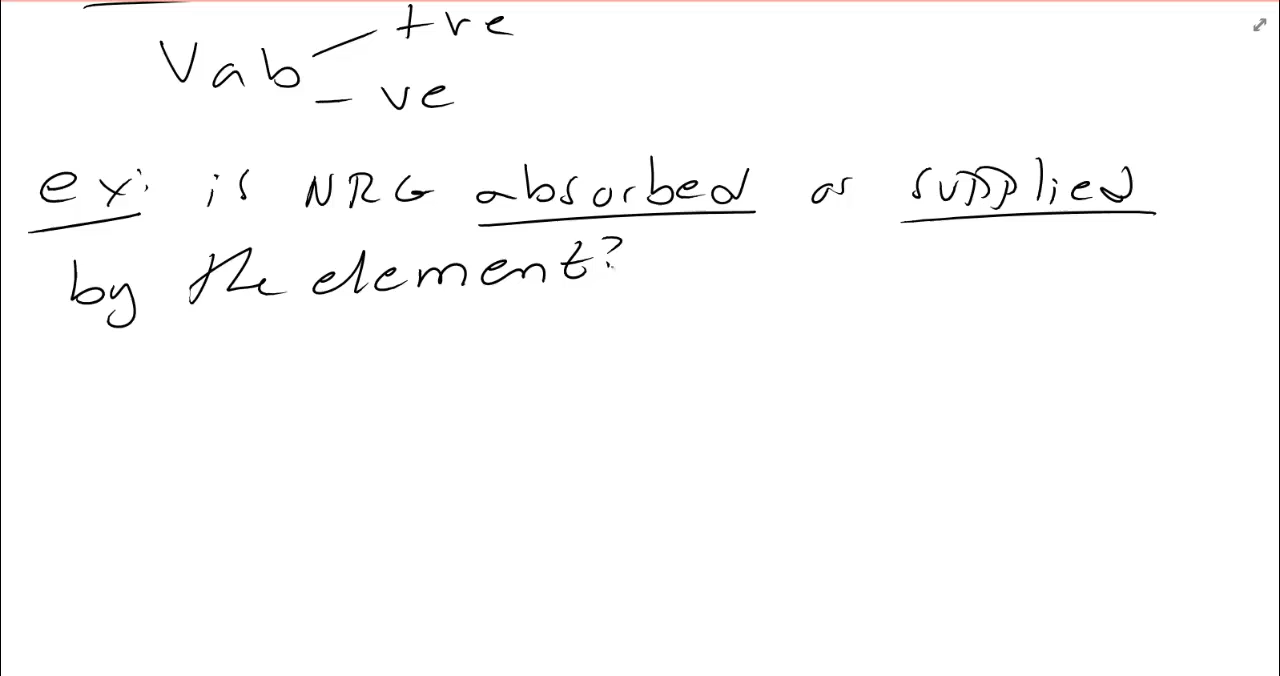 +ve
Vab
- ve
ex: is NRG absorbed or supplied
by the element?